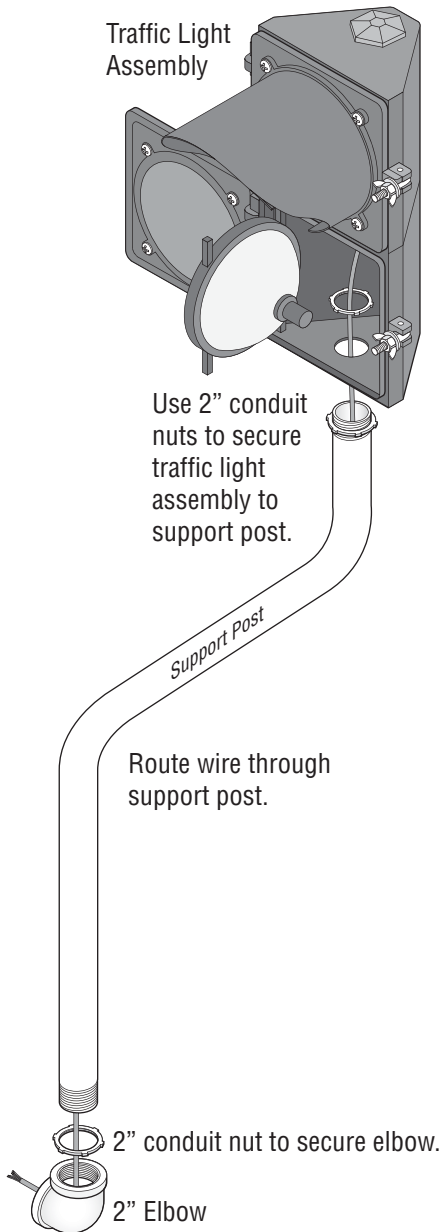 Traffic Light
Assembly
Use 2” conduit
nuts to secure
traffic light
assembly to
support post.
Support Post
Route wire through
support post.
2” conduit nut to secure elbow.
2” Elbow